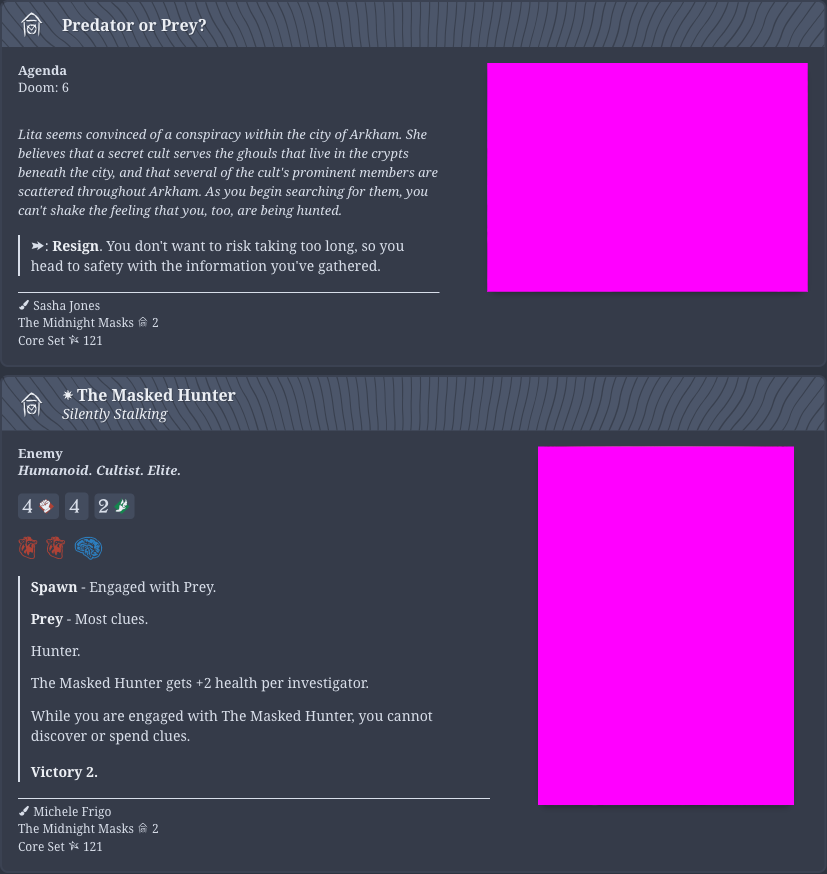 Predator or Prey?
Agenda
Doom: 6
Lita seems convinced of a conspiracy within the city of Arkham. She
believes that a secret cult serves the ghouls that live in the crypts
beneath the city, and that several of the cult's prominent members are
scattered throughout Arkham. As you begin searching for them, you
can't shake the feeling that you, too, are being hunted.
: Resign. You don't want to risk taking too long, so you
head to safety with the information you've gathered.
Sasha Jones
The Midnight Masks 2
Core Set 121
The Masked Hunter
Silently Stalking
Enemy
Humanoid. Cultist. Elite.
4 4 2
Spawn - Engaged with Prey.
Prey - Most clues.
Hunter.
The Masked Hunter gets +2 health per investigator.
While you are engaged with The Masked Hunter, you cannot
discover or spend clues.
Victory 2.
Michele Frigo
The Midnight Masks 2
Core Set 121